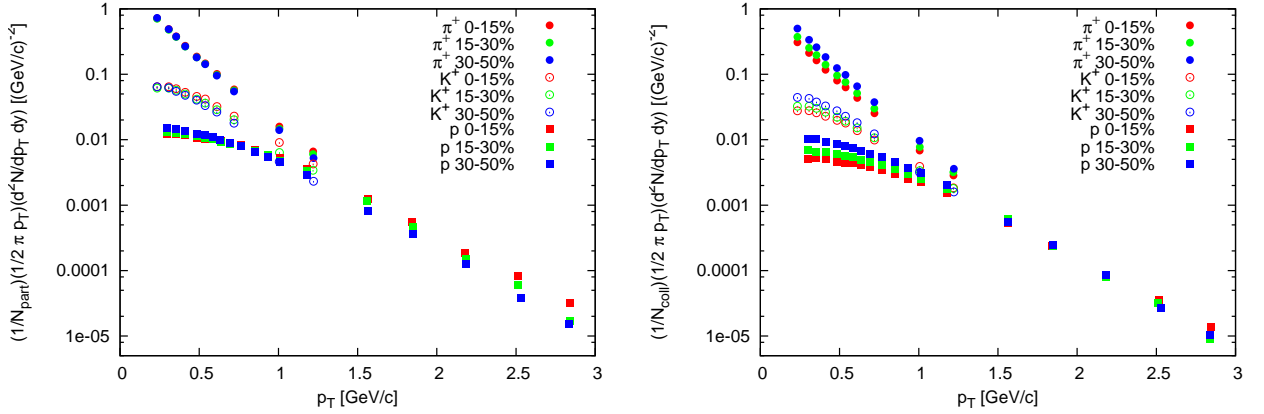 (1/N_part)(1/2 π p_T)(d^2N/dp_T dy) [(GeV/c)^-2]
1
0.1
0.01
0.001
0.0001
1e-05
π+ 0-15%
π+ 15-30%
π+ 30-50%
K+ 0-15%
K+ 15-30%
K+ 30-50%
p 0-15%
p 15-30%
p 30-50%
0 0.5 1 1.5 2 2.5 3
p_T [GeV/c]
(1/N_coll)(1/2 π p_T)(d^2N/dp_T dy) [(GeV/c)^-2]
1
0.1
0.01
0.001
0.0001
1e-05
π+ 0-15%
π+ 15-30%
π+ 30-50%
K+ 0-15%
K+ 15-30%
K+ 30-50%
p 0-15%
p 15-30%
p 30-50%
0 0.5 1 1.5 2 2.5 3
p_T [GeV/c]